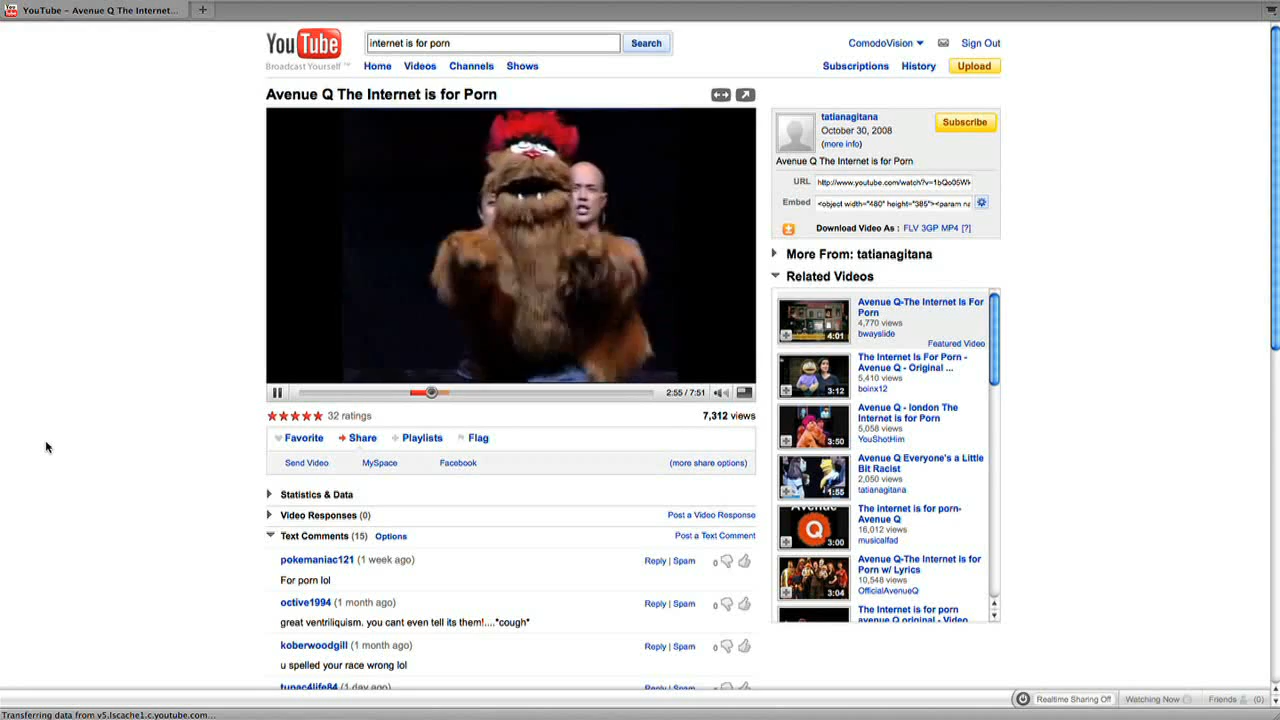 YouTube - Avenue Q The Internet...
You Tube
Broadcast Yourself ™
internet is for porn
Search
ComodoVision
Sign Out
Home Videos Channels Shows
Subscriptions History Upload
Avenue Q The Internet is for Porn
tatianagitana
October 30, 2008
(more info)
Subscribe
Avenue Q The Internet is for Porn
URL
Embed <object width="480" height="385"><param na
Download Video As : FLV 3GP MP4 [?]
More From: tatianagitana
Related Videos
Avenue Q-The Internet Is For
Porn
4,770 views
bwayslide
Featured Video
4:01
The Internet Is For Porn -
Avenue Q - Original ...
5,410 views
boinx12
3:12
Avenue Q - london The
Internet is for Porn
5,058 views
YouShotHim
3:50
Avenue Q Everyone's a Little
Bit Racist
2,050 views
tatianagitana
1:55
The internet is for porn-
Avenue Q
16,012 views
musicalfad
Avenue
Q
3:00
Avenue Q-The Internet is for
Porn w/ Lyrics
10,548 views
OfficialAvenueQ
3:04
The Internet is for porn
avenue Q original - Video
2:55 / 7:51
32 ratings
7,312 views
Favorite Share Playlists Flag
Send Video MySpace Facebook (more share options)
Statistics & Data
Video Responses (0) Post a Video Response
Text Comments (15) Options Post a Text Comment
pokemaniac121 (1 week ago) Reply | Spam 0
For porn lol
octive1994 (1 month ago) Reply | Spam 0
great ventriliquism. you cant even tell its them!....*cough*
koberwoodgill (1 month ago) Reply | Spam 0
u spelled your race wrong lol
tupac4life84 (1 day ago) Reply | Spam
Realtime Sharing Off Watching Now Friends (0)
Transferring data from v5.lscache1.c.youtube.com...